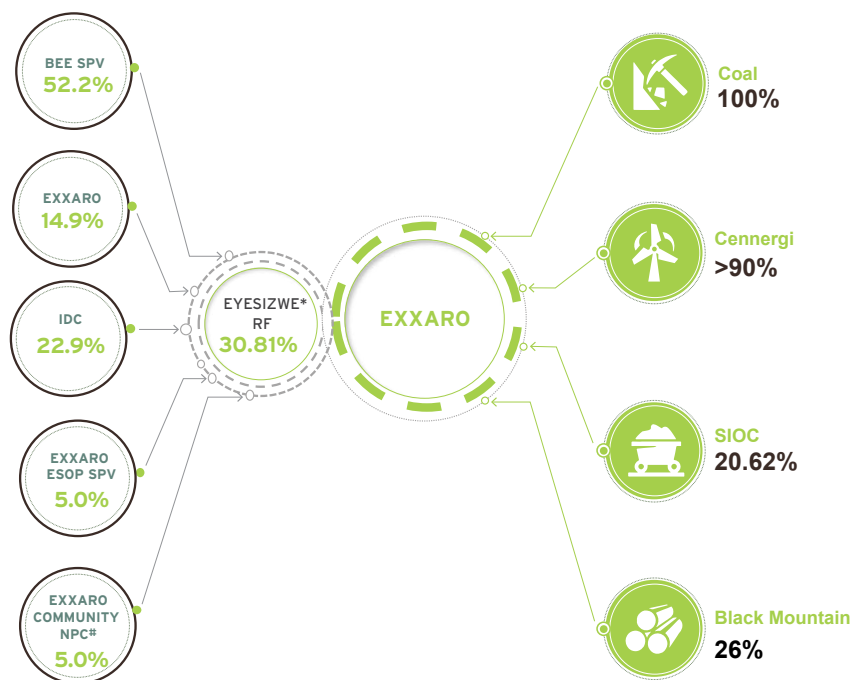 BEE SPV
52.2%
EXXARO
14.9%
IDC
22.9%
EXXARO
ESOP SPV
5.0%
EXXARO
COMMUNITY
NPC#
5.0%
EYESIZWE*
RF
30.81%
EXXARO
Coal
100%
Cennergi
>90%
SIOC
20.62%
Black Mountain
26%